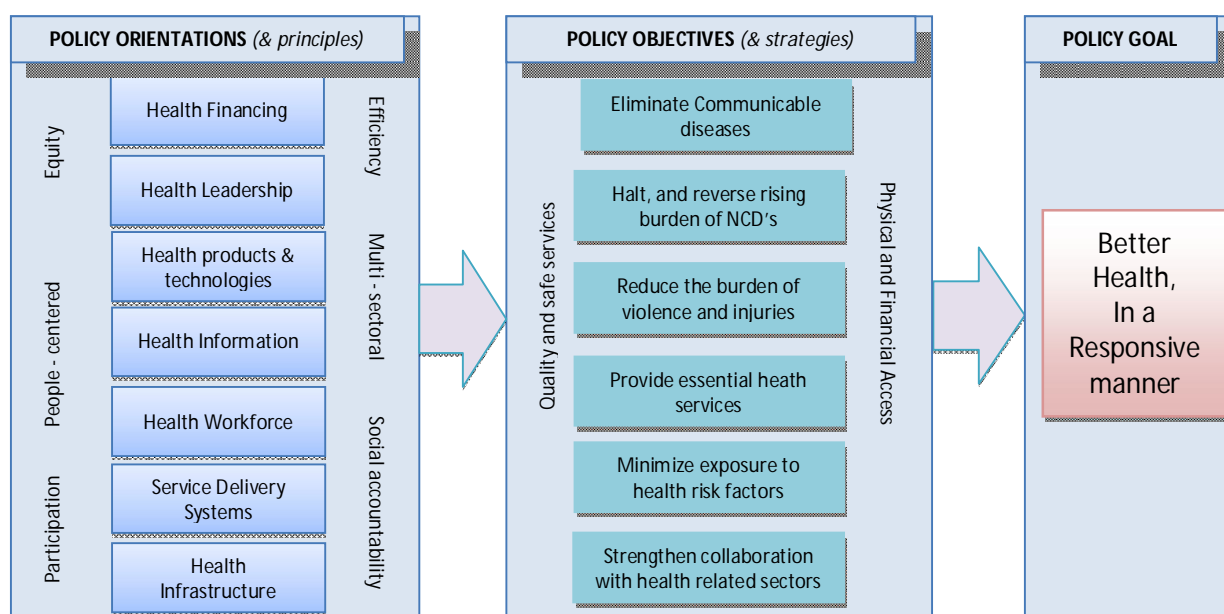 POLICY ORIENTATIONS (& principles)
Equity
People - centered
Participation
Health Financing
Health Leadership
Health products &
technologies
Health Information
Health Workforce
Service Delivery
Systems
Health
Infrastructure
Efficiency
Multi - sectoral
Social accountability
POLICY OBJECTIVES (& strategies)
Quality and safe services
Eliminate Communicable
diseases
Halt, and reverse rising
burden of NCD's
Reduce the burden of
violence and injuries
Provide essential heath
services
Minimize exposure to
health risk factors
Strengthen collaboration
with health related sectors
Physical and Financial Access
POLICY GOAL
Better
Health,
In a
Responsive
manner